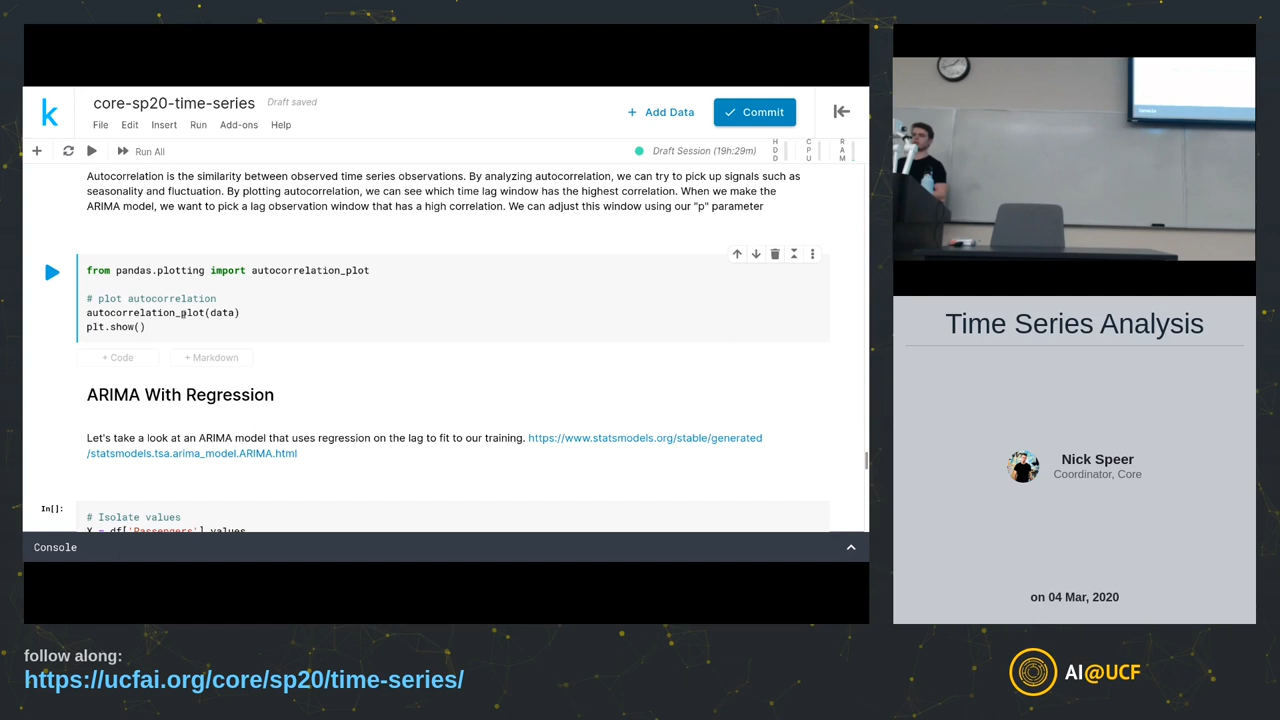 k
core-sp20-time-series
Draft saved
File Edit Insert Run Add-ons Help
+ Add Data
Commit
Run All
Draft Session (19h:29m)
HDD
CPU
RAM
Autocorrelation is the similarity between observed time series observations. By analyzing autocorrelation, we can try to pick up signals such as
seasonality and fluctuation. By plotting autocorrelation, we can see which time lag window has the highest correlation. When we make the
ARIMA model, we want to pick a lag observation window that has a high correlation. We can adjust this window using our "p" parameter
from pandas.plotting import autocorrelation_plot
# plot autocorrelation
autocorrelation_plot(data)
plt.show()
+ Code + Markdown
ARIMA With Regression
Let's take a look at an ARIMA model that uses regression on the lag to fit to our training. https://www.statsmodels.org/stable/generated
/statsmodels.tsa.arima_model.ARIMA.html
In[]:
# Isolate values
X = df['Passengers'].values
Console
Time Series Analysis
Nick Speer
Coordinator, Core
on 04 Mar, 2020
follow along:
https://ucfai.org/core/sp20/time-series/
AI@UCF